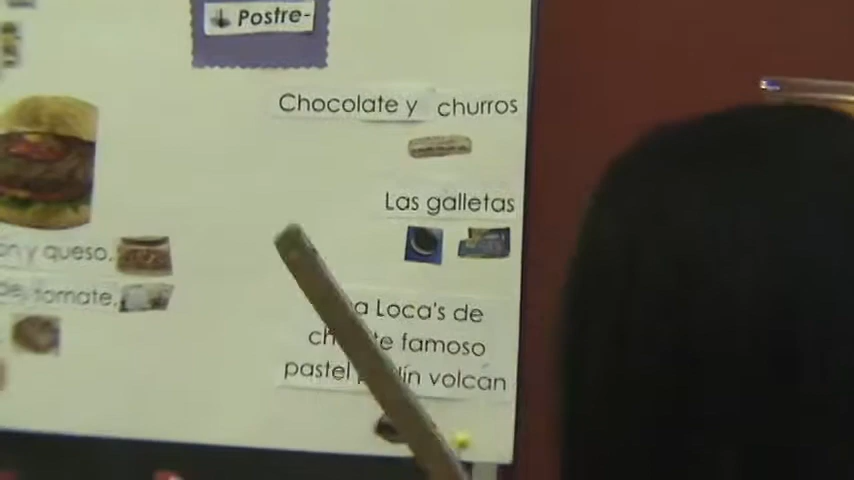 Postre-
Chocolate y churros
Las galletas
y queso.
tomate,
a Loca's de
famoso
pastel volcan